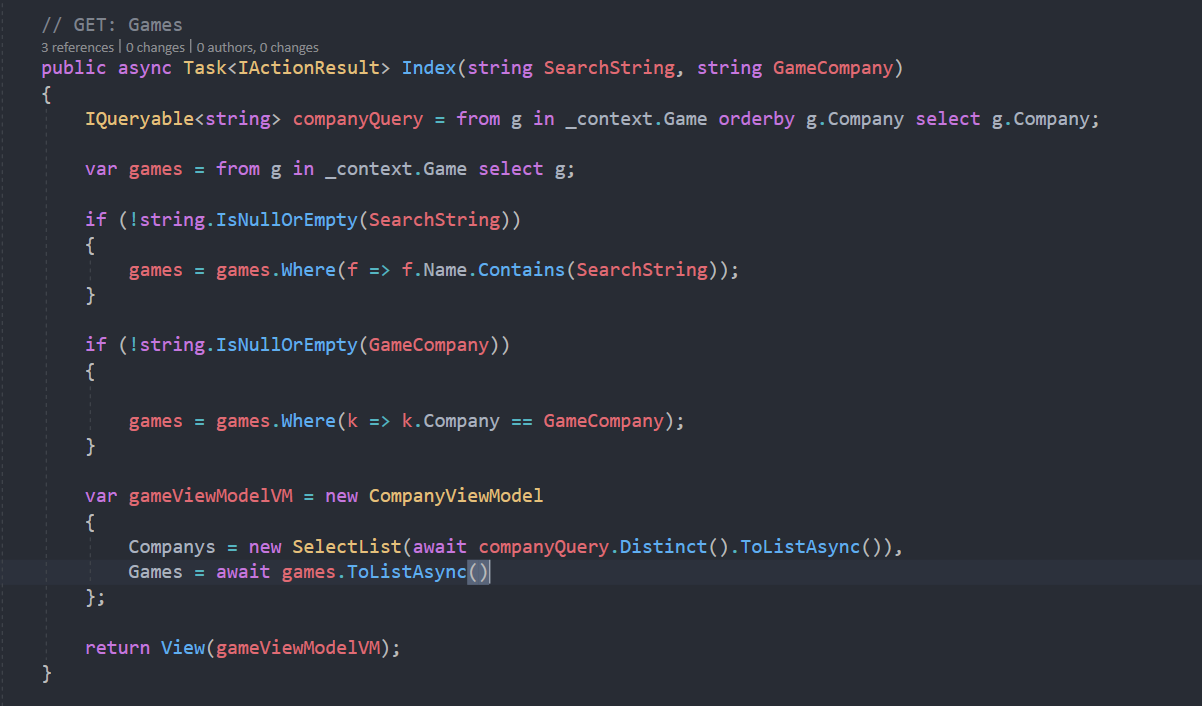 // GET: Games
3 references | 0 changes | 0 authors, 0 changes
public async Task<IActionResult> Index(string SearchString, string GameCompany)
{
IQueryable<string> companyQuery = from g in _context.Game orderby g.Company select g.Company;
var games = from g in _context.Game select g;
if (!string.IsNullOrEmpty(SearchString))
{
games = games.Where(f => f.Name.Contains(SearchString));
}
if (!string.IsNullOrEmpty(GameCompany))
{
games = games.Where(k => k.Company == GameCompany);
}
var gameViewModelVM = new CompanyViewModel
{
Companys = new SelectList(await companyQuery.Distinct().ToListAsync()),
Games = await games.ToListAsync()
};
return View(gameViewModelVM);
}